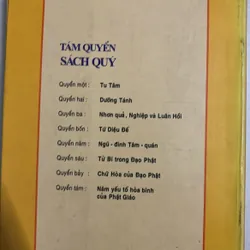 TÁM QUYỂN
SÁCH QUÝ
Quyển một : Tu Tâm
Quyển hai : Dưỡng Tánh
Quyển ba : Nhơn quả, Nghiệp và Luân Hồi
Quyển bốn : Tứ Diệu Đế
Quyển năm : Ngũ - đình Tâm - quán
Quyển sáu : Từ Bi trong Đạo Phật
Quyển bảy : Chữ Hòa của Đạo Phật
Quyển tám : Năm yếu tố hòa bình
của Phật Giáo